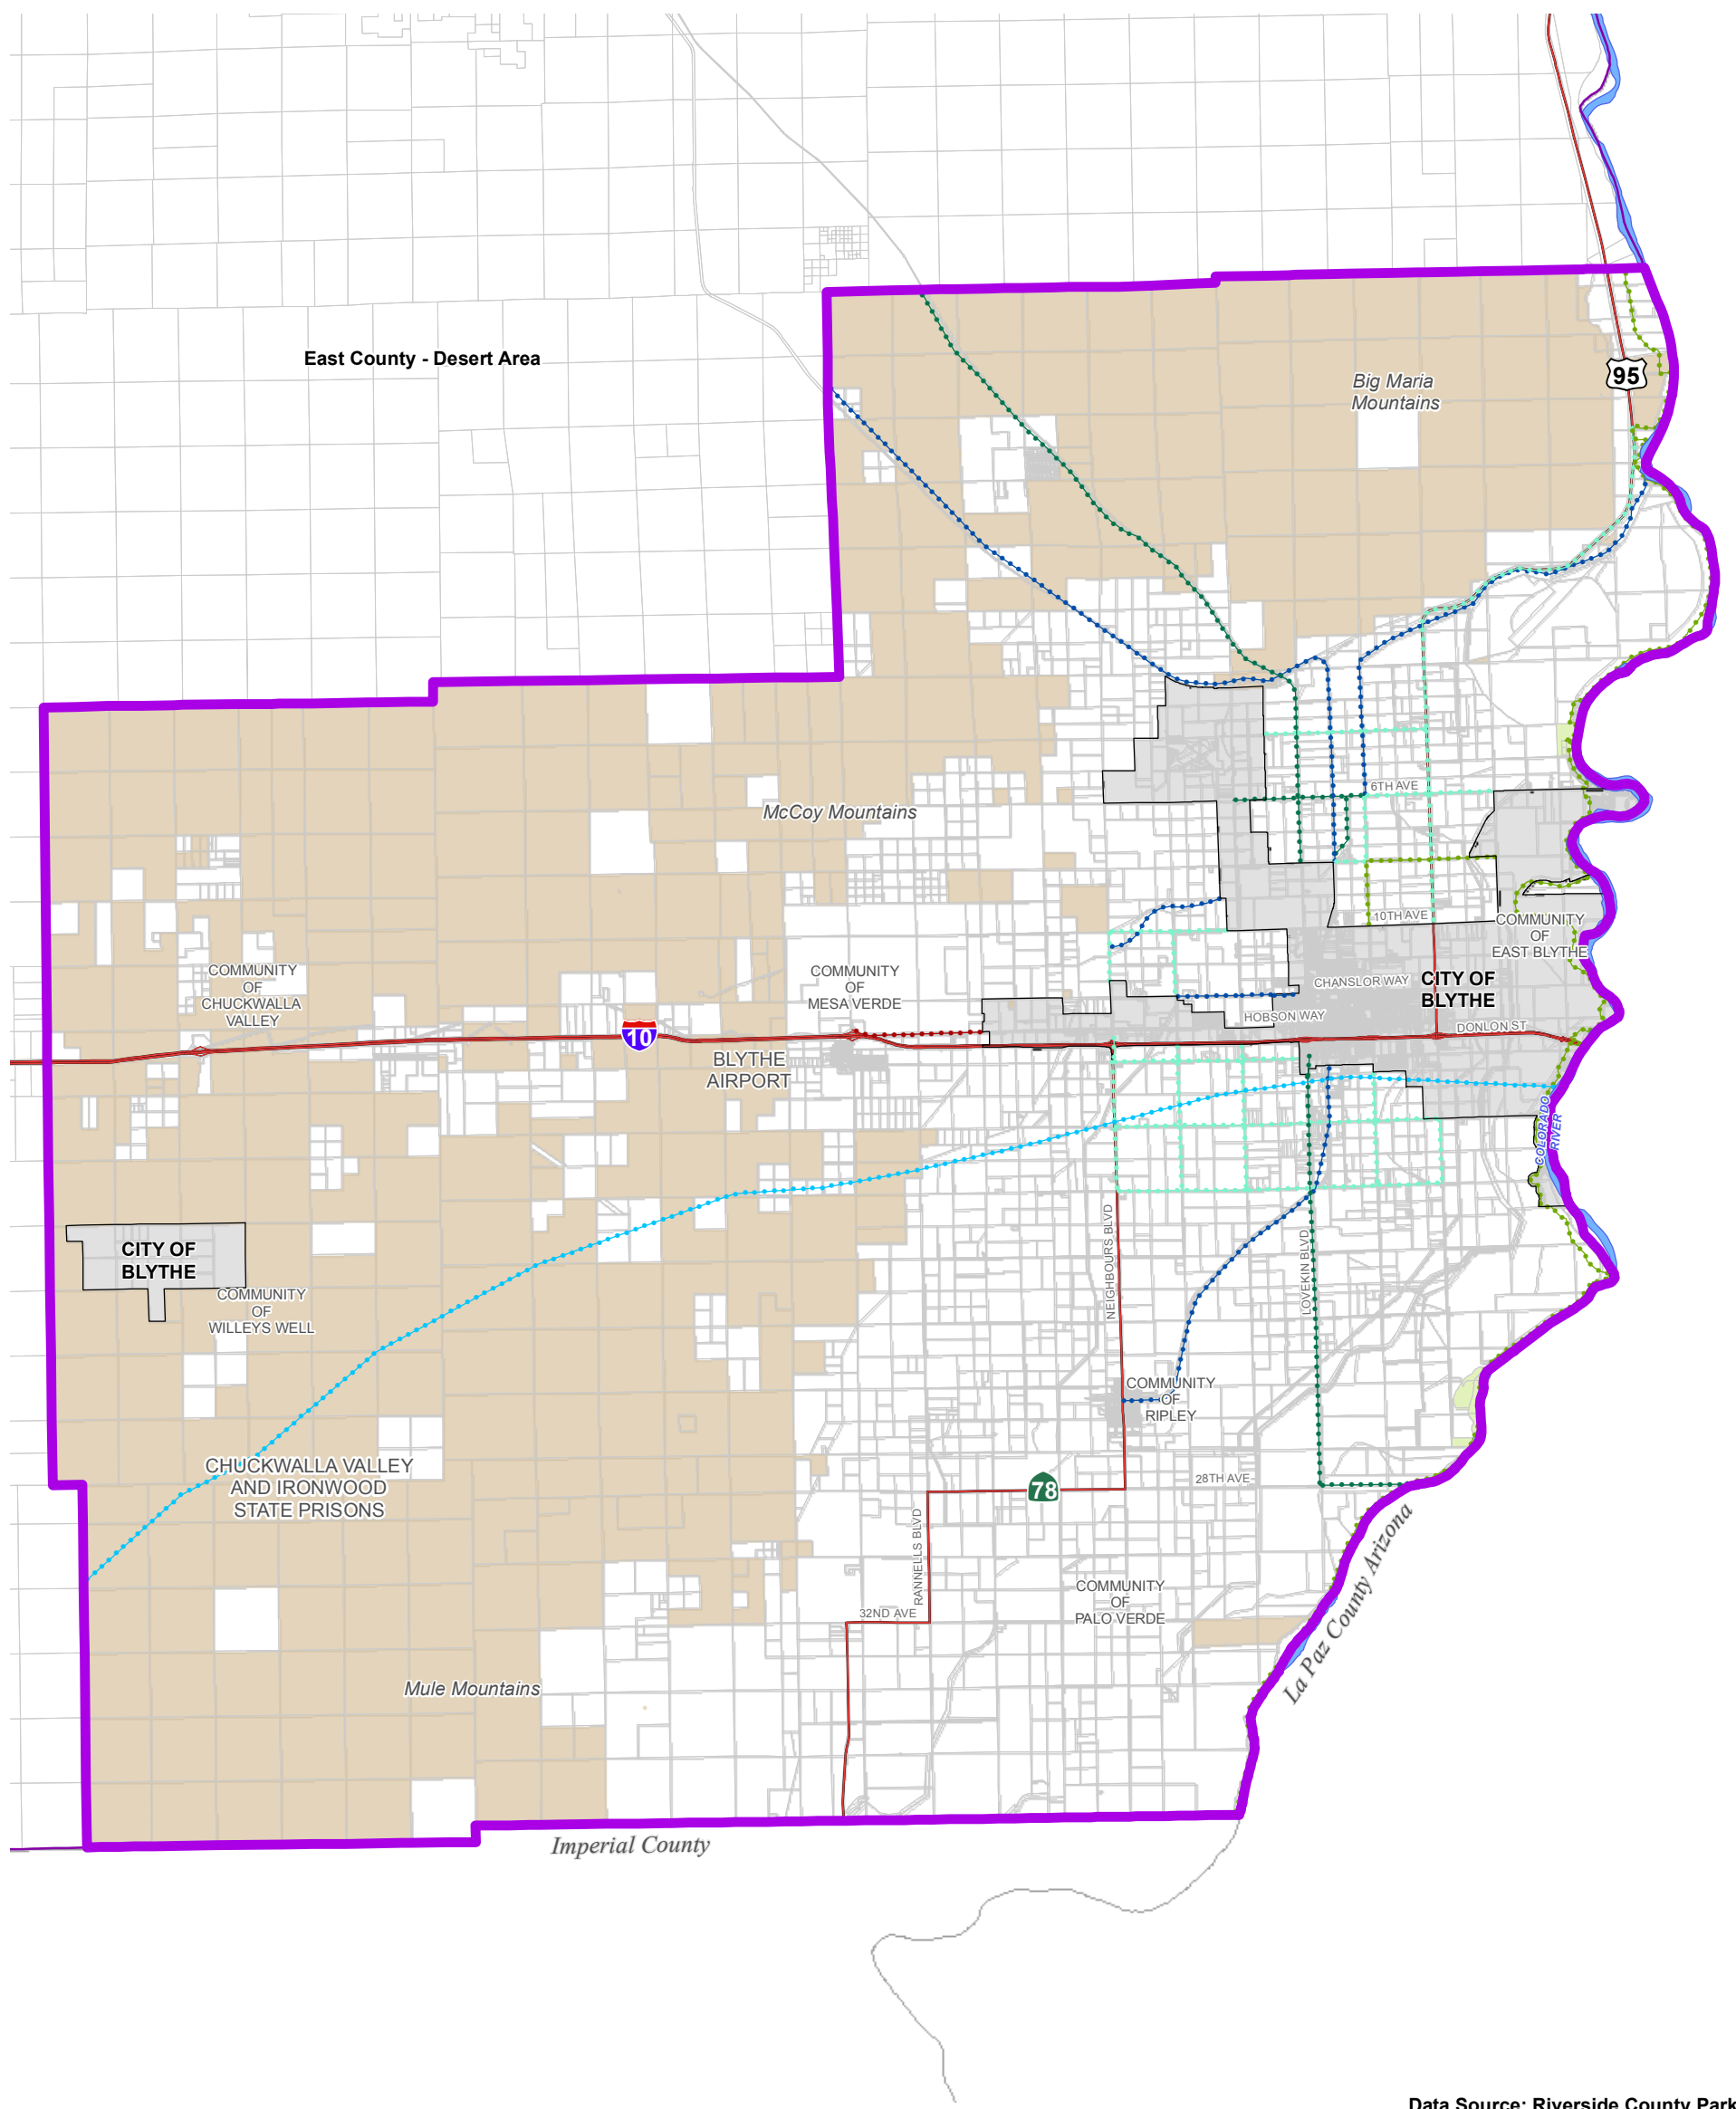 East County - Desert Area
Big Maria
Mountains
95
McCoy Mountains
6TH AVE
10TH AVE
COMMUNITY
OF
EAST BLYTHE
COMMUNITY
OF
CHUCKWALLA
VALLEY
COMMUNITY
OF
MESA VERDE
CHANSLOR WAY
CITY OF
BLYTHE
HOBSON WAY
DONLON ST
10
BLYTHE
AIRPORT
COLORADO
RIVER
CITY OF
BLYTHE
COMMUNITY
OF
WILLEYS WELL
NEIGHBOURS BLVD
LOVEKIN BLVD
COMMUNITY
OF
RIPLEY
CHUCKWALLA VALLEY
AND IRONWOOD
STATE PRISONS
78
28TH AVE
RANNELLS BLVD
La Paz County Arizona
COMMUNITY
OF
PALO VERDE
32ND AVE
Mule Mountains
Imperial County
Data Source: Riverside County Park